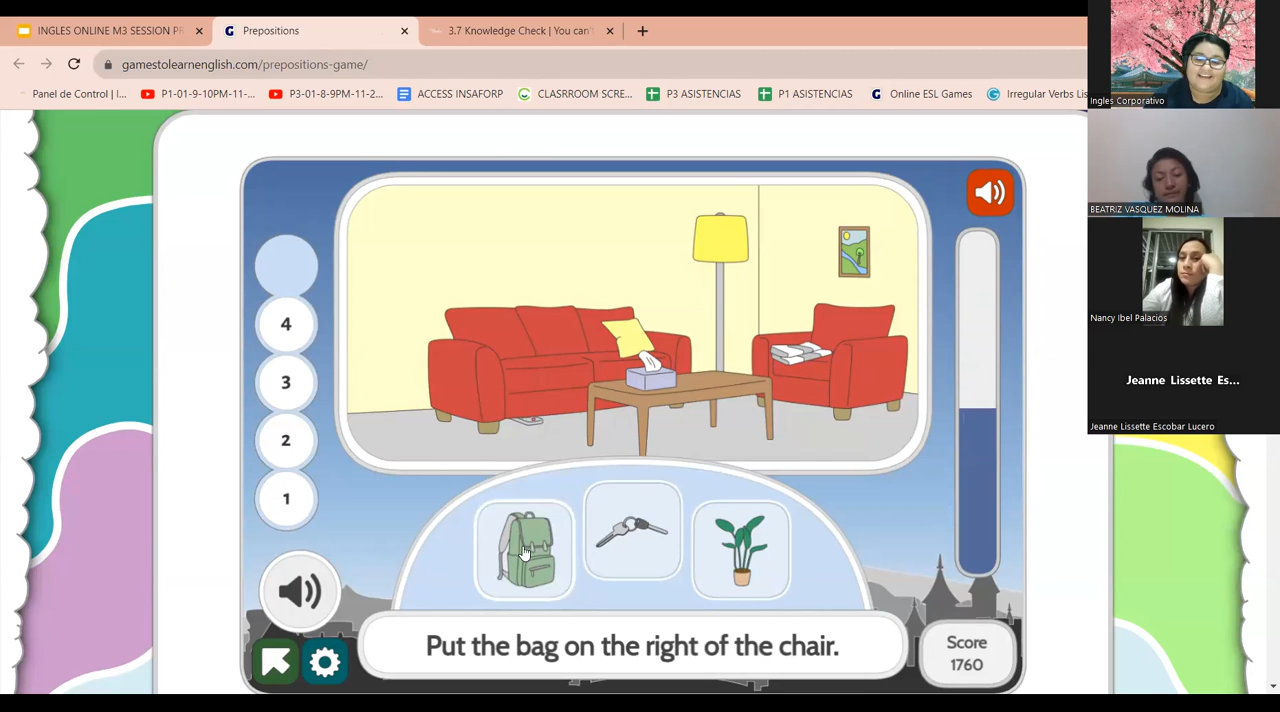 INGLES ONLINE M3 SESSION PR
Prepositions
3.7 Knowledge Check | You can't
gamestolearnenglish.com/prepositions-game/
Panel de Control | I...
P1-01-9-10PM-11-...
P3-01-8-9PM-11-2...
ACCESOS INSAFORP
CLASSROOM SCRE...
P3 ASISTENCIAS
P1 ASISTENCIAS
Online ESL Games
Irregular Verbs Lis
Ingles Corporativo
BEATRIZ VASQUEZ MOLINA
Nancy Ibel Palacios
Jeanne Lissette Es...
Jeanne Lissette Escobar Lucero
4
3
2
1
Put the bag on the right of the chair.
Score
1760